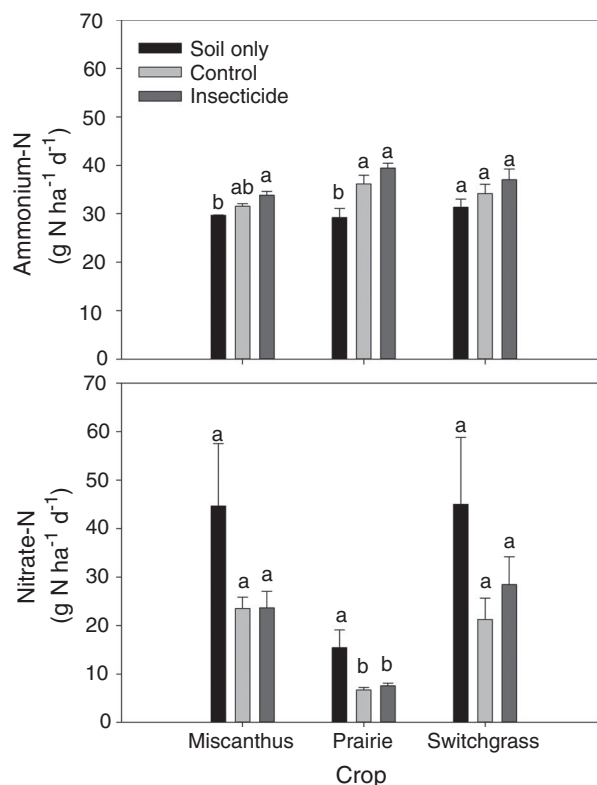 70
60
50
40
30
20
10
0
Ammonium-N
(g N ha⁻¹ d⁻¹)
Soil only
Control
Insecticide
b ab a b a a a a a
70
60
50
40
30
20
10
0
Nitrate-N
(g N ha⁻¹ d⁻¹)
a a a a b b a a a
Miscanthus Prairie Switchgrass
Crop